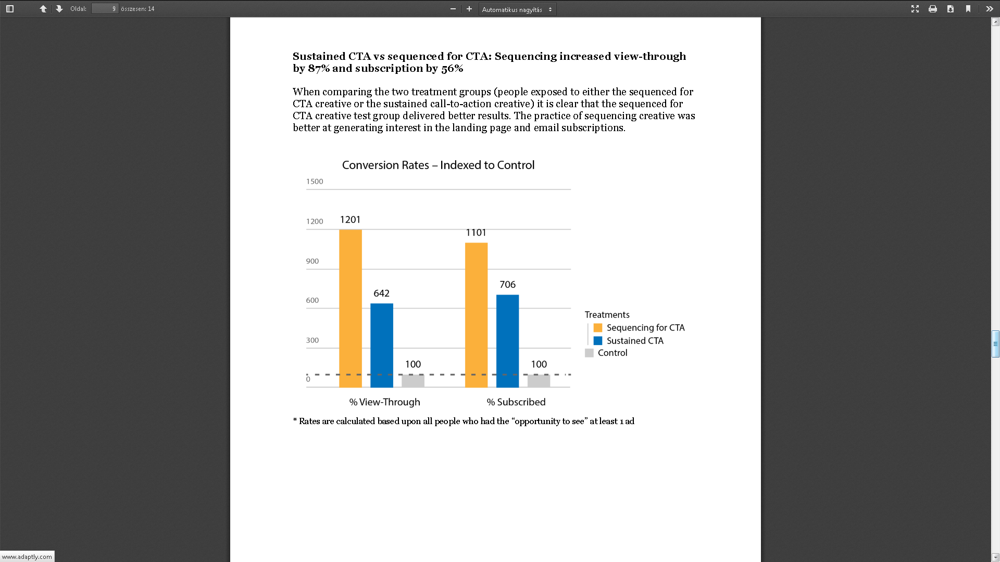 Oldal: 9 összesen: 14
Automatikus nagyítás
Sustained CTA vs sequenced for CTA: Sequencing increased view-through
by 87% and subscription by 56%
When comparing the two treatment groups (people exposed to either the sequenced for
CTA creative or the sustained call-to-action creative) it is clear that the sequenced for
CTA creative test group delivered better results. The practice of sequencing creative was
better at generating interest in the landing page and email subscriptions.
Conversion Rates – Indexed to Control
1500
1200
900
600
300
0
1201
642
100
1101
706
100
% View-Through
% Subscribed
Treatments
Sequencing for CTA
Sustained CTA
Control
* Rates are calculated based upon all people who had the “opportunity to see” at least 1 ad
www.adaptly.com